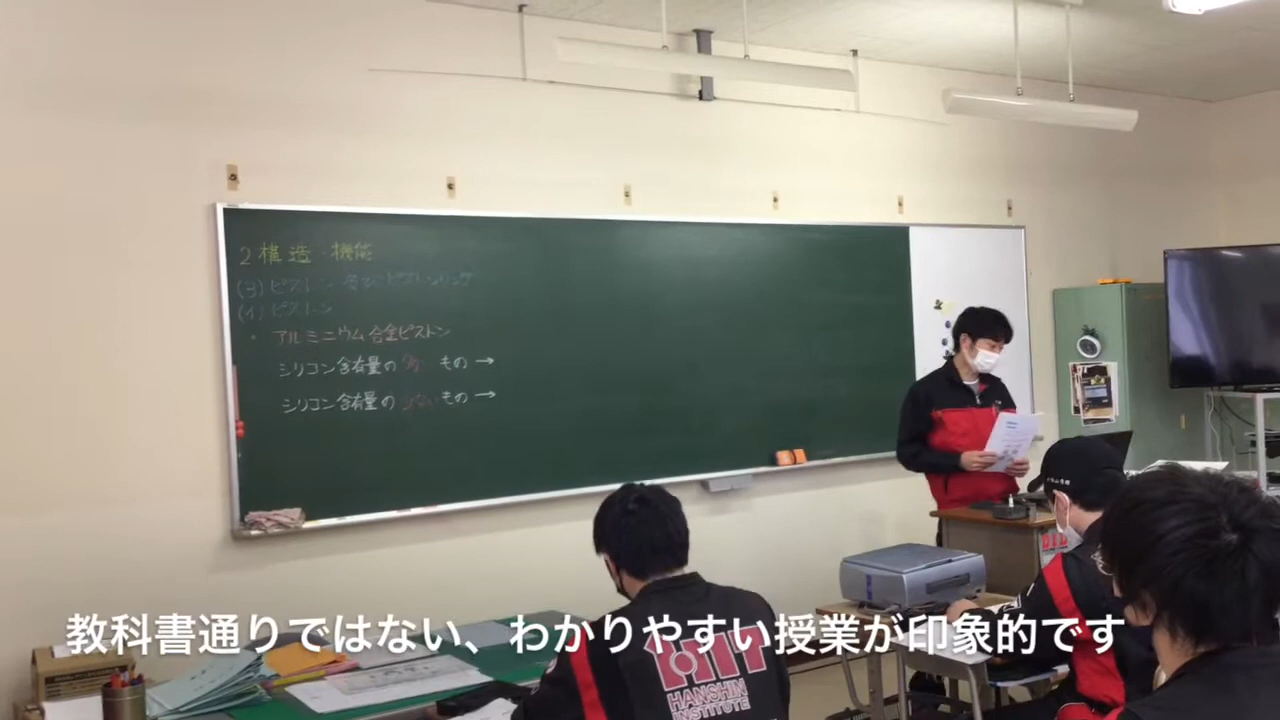 2構造・機能
(3)ピストン及びピストンリング
(イ)ピストン
・アルミニウム合金ピストン
シリコン含有量の多いもの→
シリコン含有量の少ないもの→
教科書通りではない、わかりやすい授業が印象的です
HANSHIN
INSTITUTE